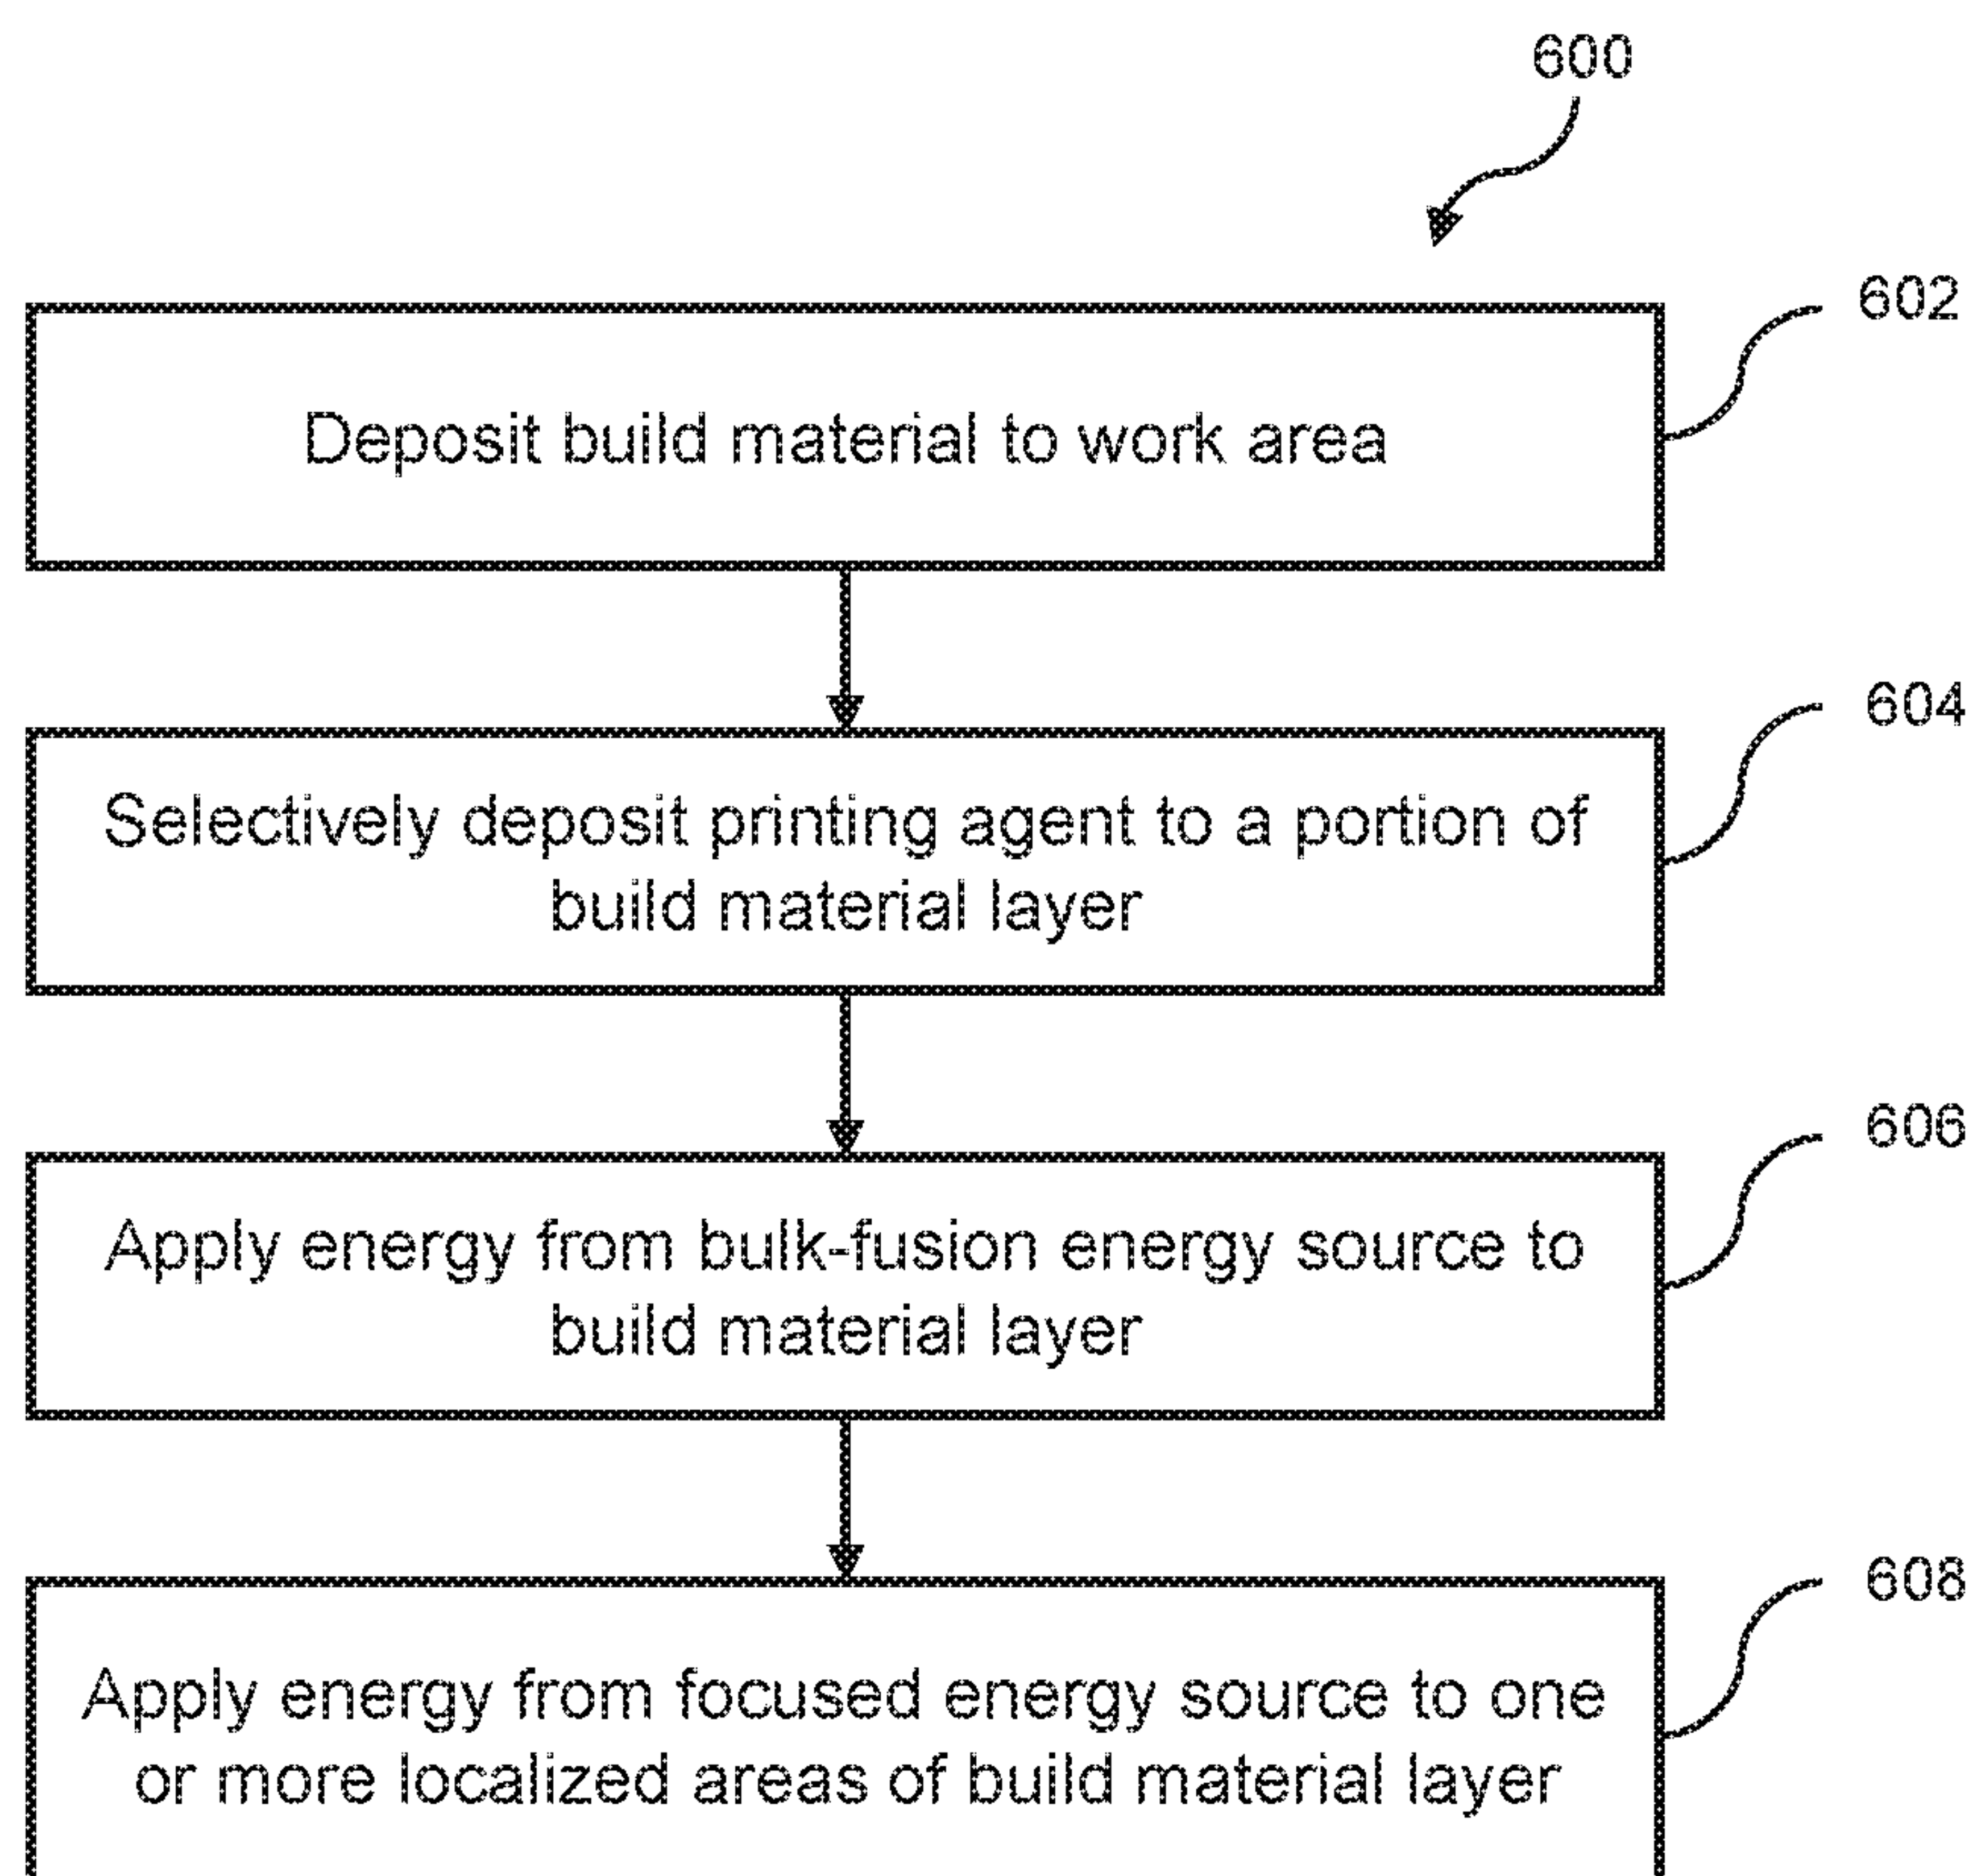 600
602
Deposit build material to work area
604
Selectively deposit printing agent to a portion of
build material layer
606
Apply energy from bulk-fusion energy source to
build material layer
608
Apply energy from focused energy source to one
or more localized areas of build material layer